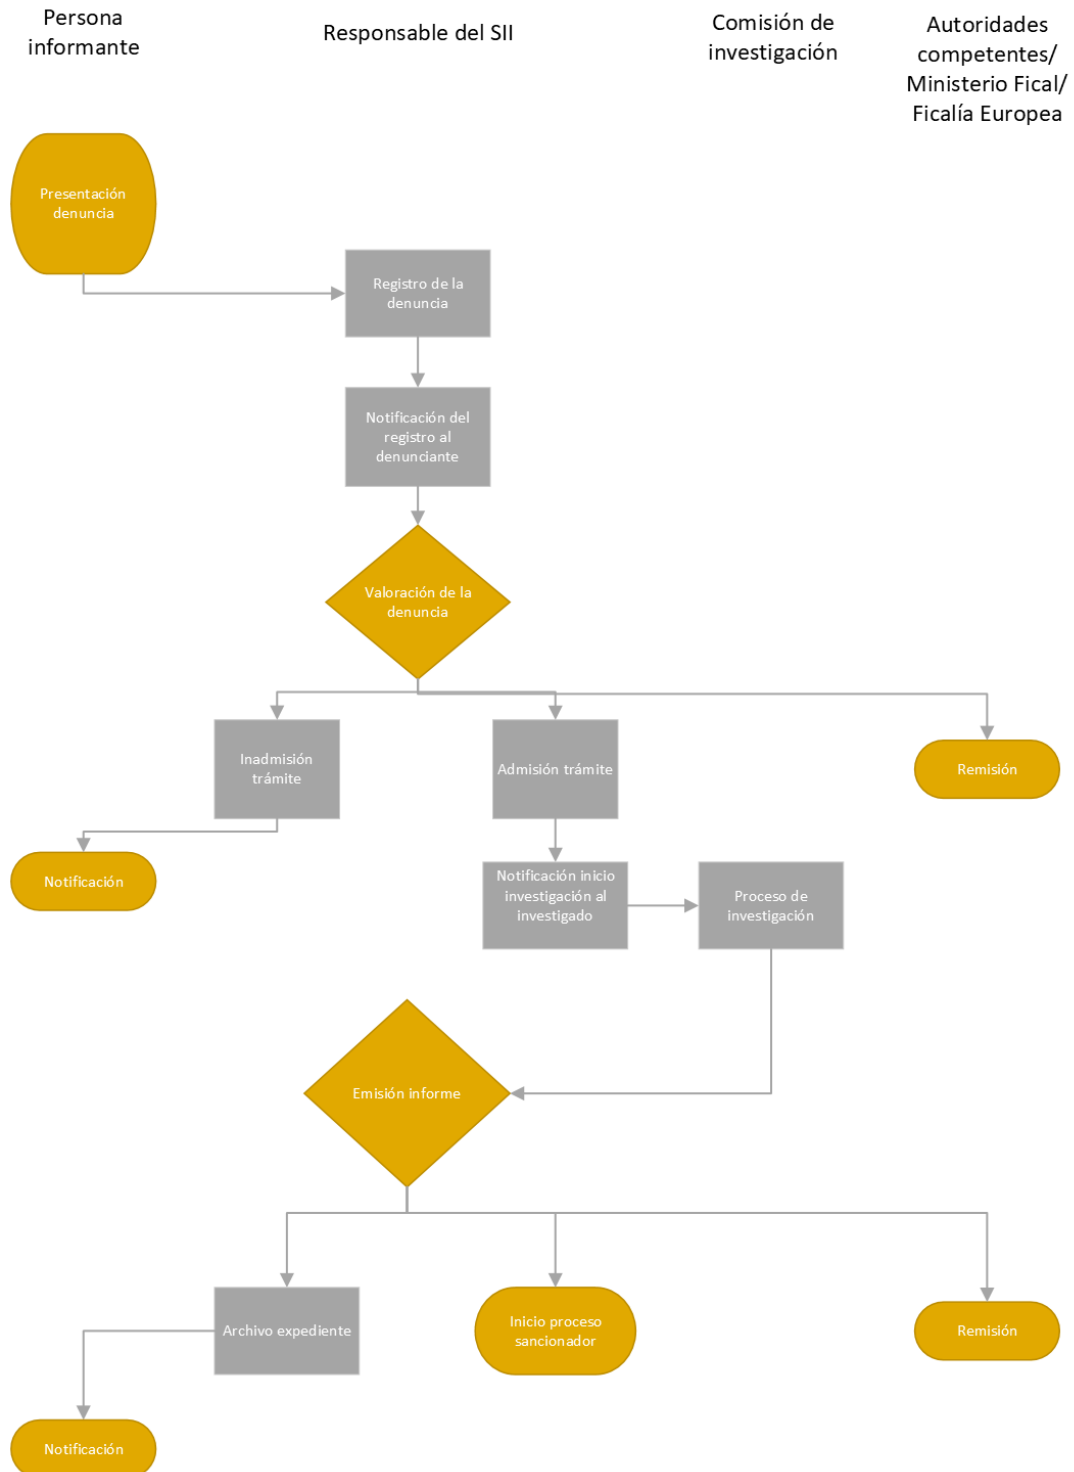 Persona
informante
Responsable del SII
Comisión de
investigación
Autoridades
competentes/
Ministerio Fical/
Ficalía Europea
Presentación
denuncia
Registro de la
denuncia
Notificación del
registro al
denunciante
Valoración de la
denuncia
Inadmisión
trámite
Admisión trámite
Remisión
Notificación
Notificación inicio
investigación al
investigado
Proceso de
investigación
Emisión informe
Archivo expediente
Inicio proceso
sancionador
Remisión
Notificación